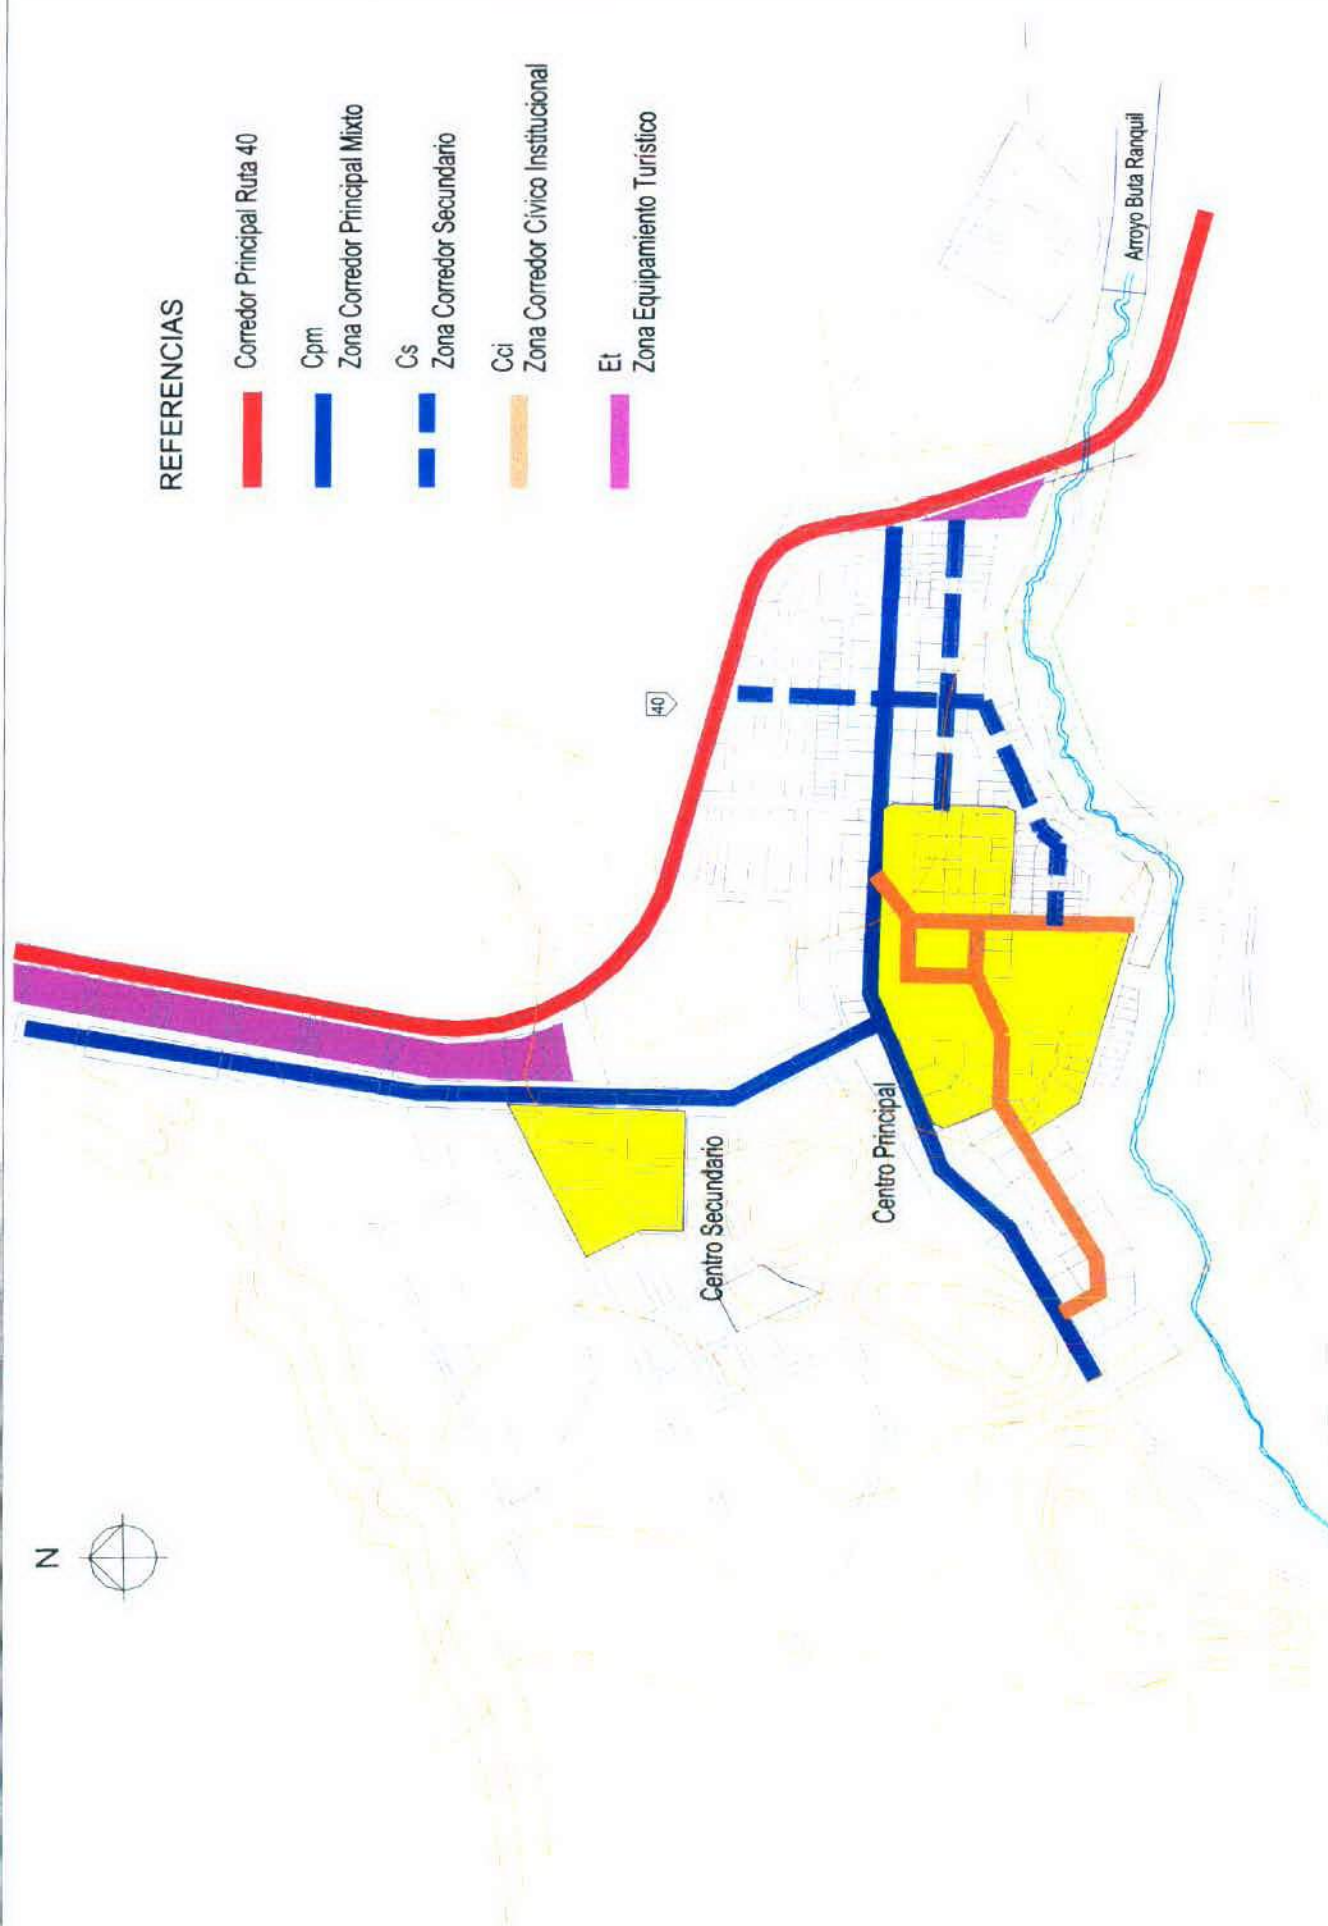 REFERENCIAS
Corredor Principal Ruta 40
Cpm
Zona Corredor Principal Mixto
Cs
Zona Corredor Secundario
Cci
Zona Corredor Cívico Institucional
Et
Zona Equipamiento Turístico
N
40
Centro Secundario
Centro Principal
Arroyo Buta Ranquil